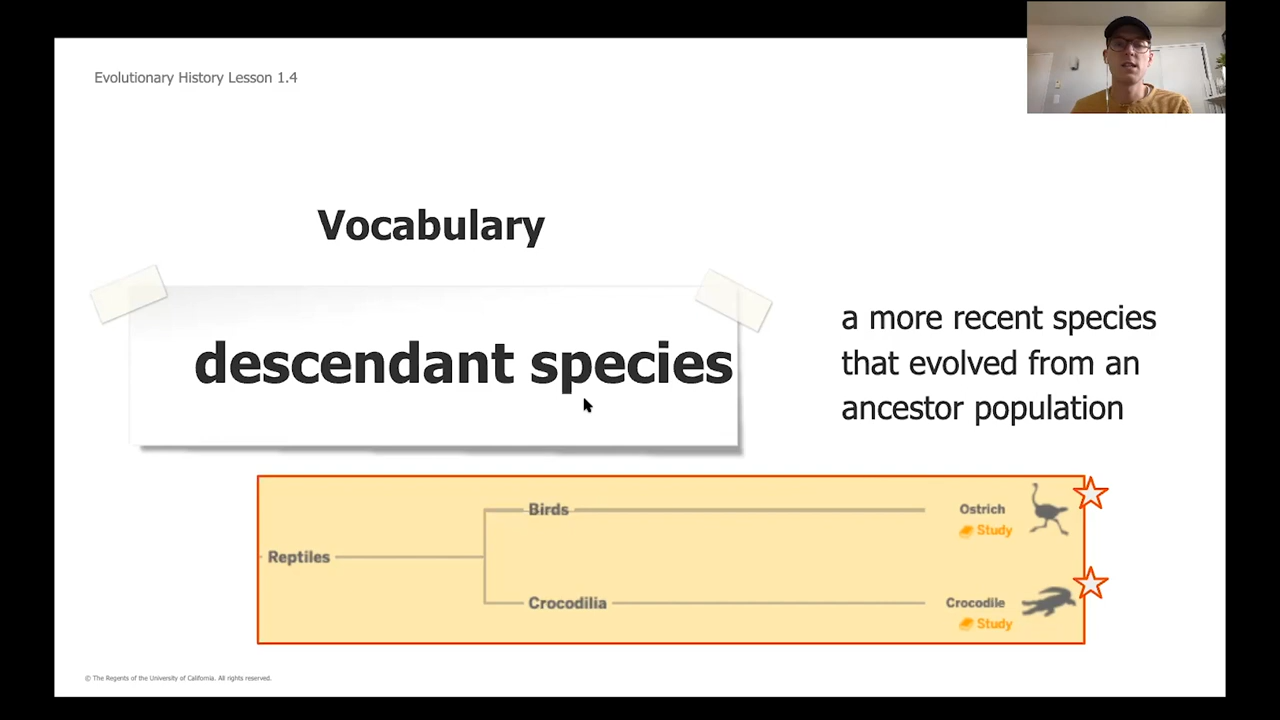 Evolutionary History Lesson 1.4
Vocabulary
descendant species
a more recent species
that evolved from an
ancestor population
Birds
Ostrich
Study
Reptiles
Crocodilia
Crocodile
Study
© The Regents of the University of California. All rights reserved.